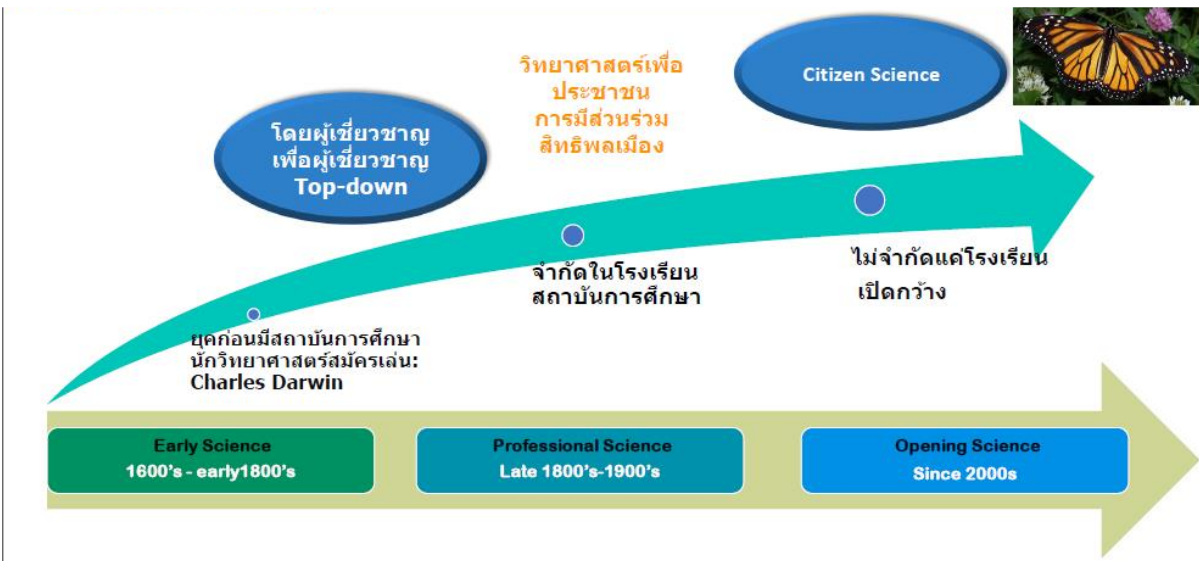 โดยผู้เชี่ยวชาญ
เพื่อผู้เชี่ยวชาญ
Top-down
วิทยาศาสตร์เพื่อ
ประชาชน
การมีส่วนร่วม
สิทธิพลเมือง
Citizen Science
ยุคก่อนมีสถาบันการศึกษา
นักวิทยาศาสตร์สมัครเล่น:
Charles Darwin
จำกัดในโรงเรียน
สถาบันการศึกษา
ไม่จำกัดแค่โรงเรียน
เปิดกว้าง
Early Science
1600's - early1800's
Professional Science
Late 1800's-1900's
Opening Science
Since 2000s